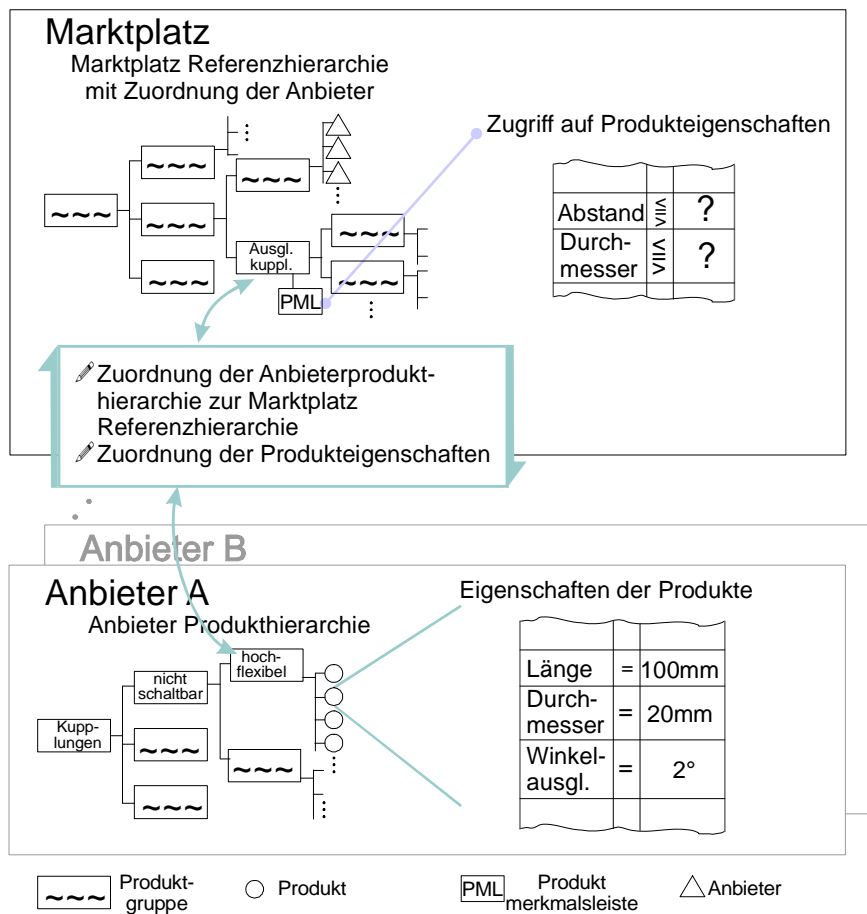 Marktplatz
Marktplatz Referenzhierarchie
mit Zuordnung der Anbieter
Zugriff auf Produkteigenschaften
Abstand ≤=≥ ?
Durch-
messer ≤=≥ ?
Ausgl.
kuppl.
PML
Zuordnung der Anbieterprodukt-
hierarchie zur Marktplatz
Referenzhierarchie
Zuordnung der Produkteigenschaften
Anbieter B
Anbieter A
Anbieter Produkthierarchie
Eigenschaften der Produkte
hoch-
flexibel
nicht
schaltbar
Kupp-
lungen
Länge = 100mm
Durch-
messer = 20mm
Winkel-
ausgl. = 2°
Produkt-
gruppe
Produkt
PML
Produkt
merkmalsleiste
Anbieter